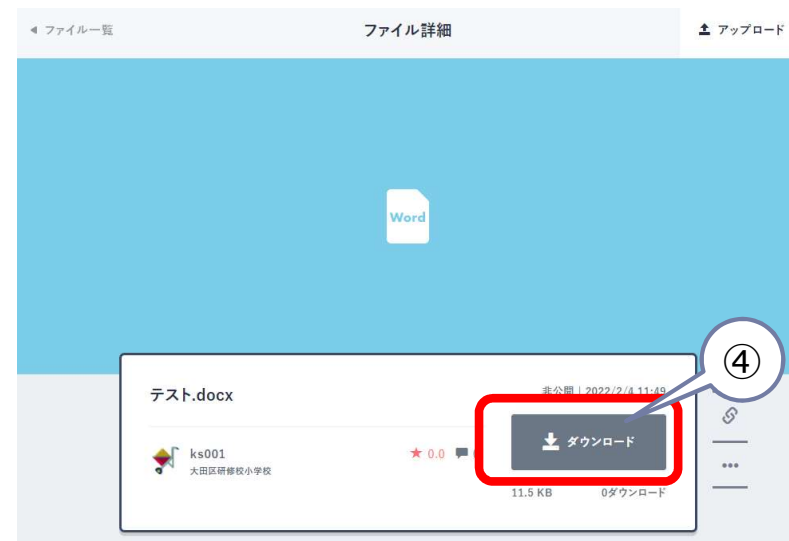 ファイル一覧
ファイル詳細
アップロード
Word
④
テスト.docx
非公開 | 2022/2/4 11:49
ks001
大田区研修校小学校
0.0
ダウンロード
11.5 KB
0ダウンロード